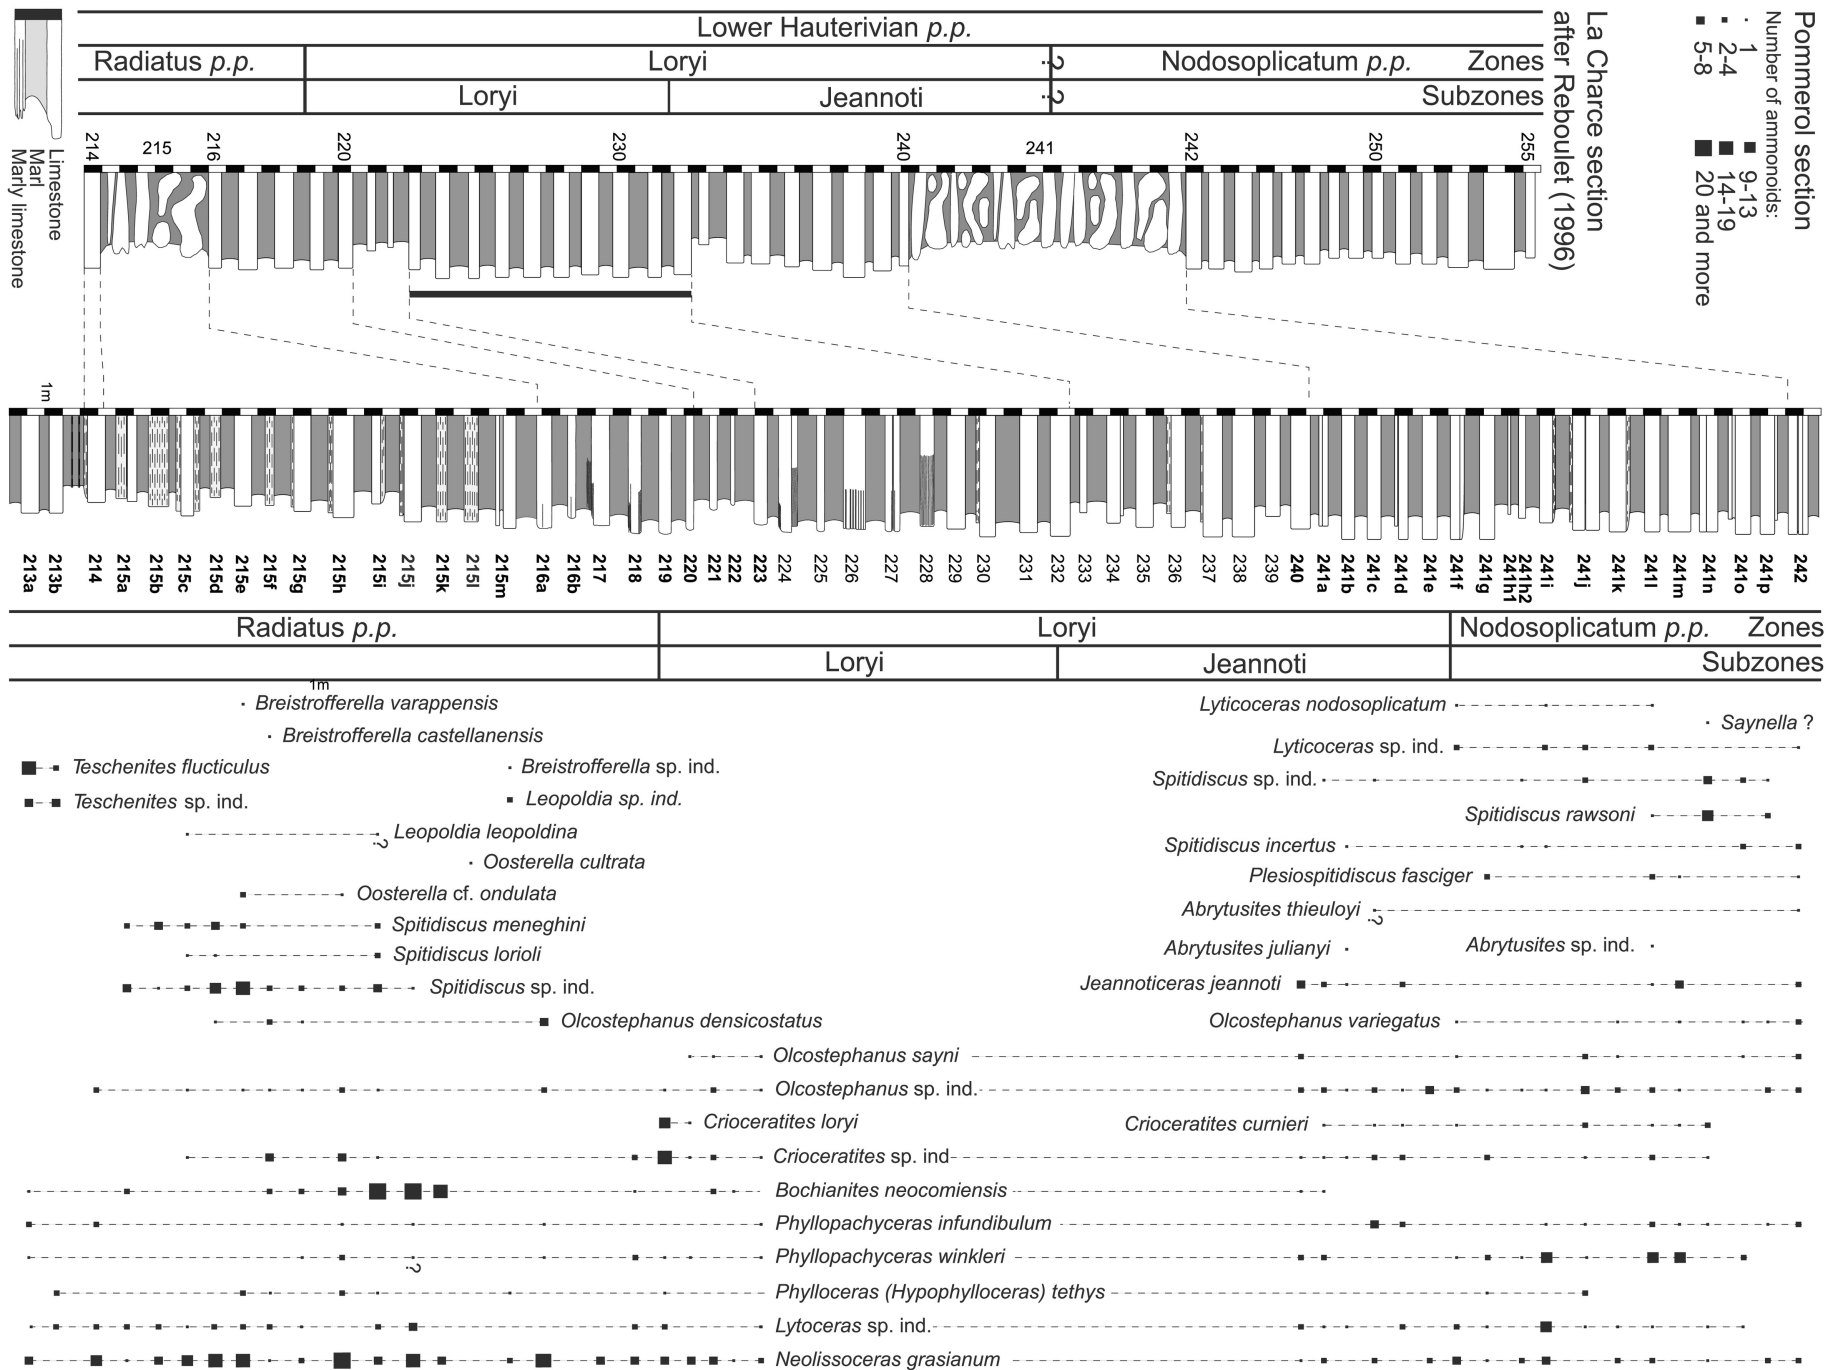 Lower Hauterivian p.p.
Radiatus p.p. Loryi ? Nodosoplicatum p.p. Zones
Loryi Jeannoti ? Subzones
214 215 216 220 230 240 241 242 250 255
La Charce section
after Reboulet (1996)
Pommerol section
Number of ammonoids:
1 9-13
2-4 14-19
5-8 20 and more
Limestone
Marl
Marly limestone
1m
213a 213b 214 215a 215b 215c 215d 215e 215f 215g 215h 215i 215j 215k 215l 215m 216a 216b 217 218 219 220 221 222 223 224 225 226 227 228 229 230 231 232 233 234 235 236 237 238 239 240 241a 241b 241c 241d 241e 241f 241g 241h1 241h2 241i 241j 241k 241l 241m 241n 241o 241p 242
Radiatus p.p. Loryi Nodosoplicatum p.p. Zones
Loryi Jeannoti Subzones
1m
Breistrofferella varappensis Lyticoceras nodosoplicatum
Saynella ?
Breistrofferella castellanensis Lyticoceras sp. ind.
Teschenites flucticulus Breistrofferella sp. ind. Spitidiscus sp. ind.
Teschenites sp. ind. Leopoldia sp. ind. Spitidiscus rawsoni
Leopoldia leopoldina ? Spitidiscus incertus
Oosterella cultrata Plesiospitidiscus fasciger
Oosterella cf. ondulata Abrytusites thieuloyi ?
Spitidiscus meneghini Abrytusites julianyi Abrytusites sp. ind.
Spitidiscus lorioli
Spitidiscus sp. ind. Jeannoticeras jeannoti
Olcostephanus densicostatus Olcostephanus variegatus
Olcostephanus sayni
Olcostephanus sp. ind.
Crioceratites loryi Crioceratites curnieri
Crioceratites sp. ind
Bochianites neocomiensis
Phyllopachyceras infundibulum
Phyllopachyceras winkleri
?
Phylloceras (Hypophylloceras) tethys
Lytoceras sp. ind.
Neolissoceras grasianum